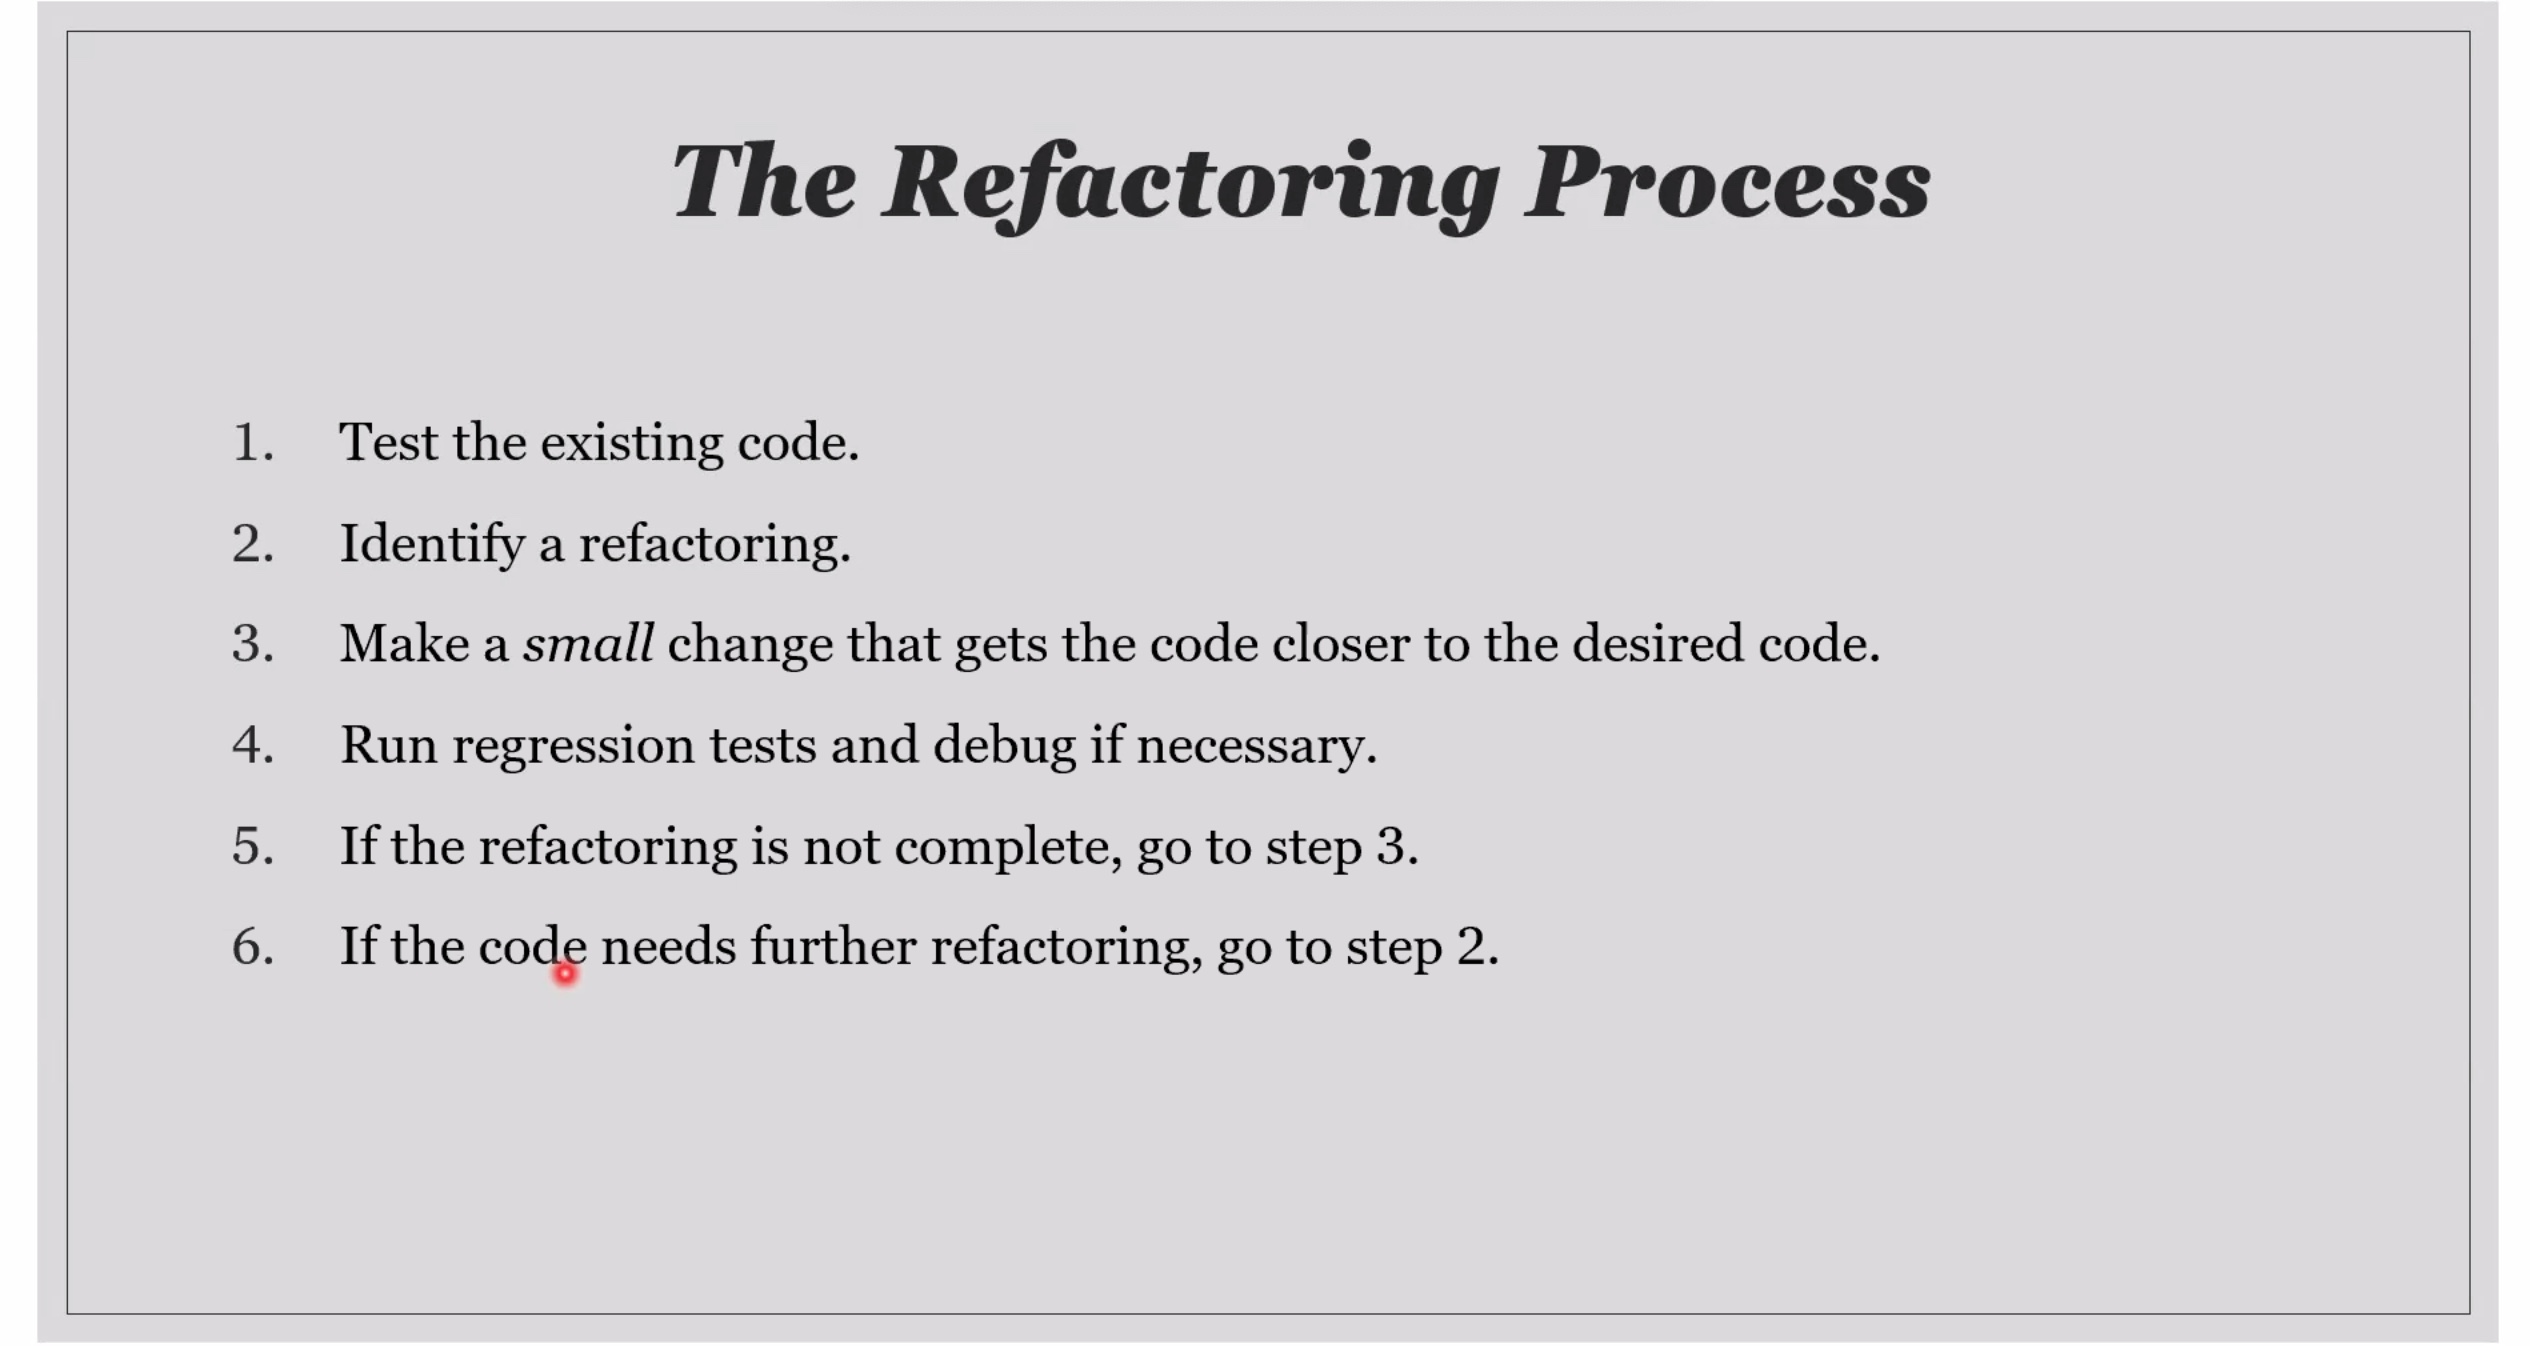 The Refactoring Process
1. Test the existing code.
2. Identify a refactoring.
3. Make a small change that gets the code closer to the desired code.
4. Run regression tests and debug if necessary.
5. If the refactoring is not complete, go to step 3.
6. If the code needs further refactoring, go to step 2.